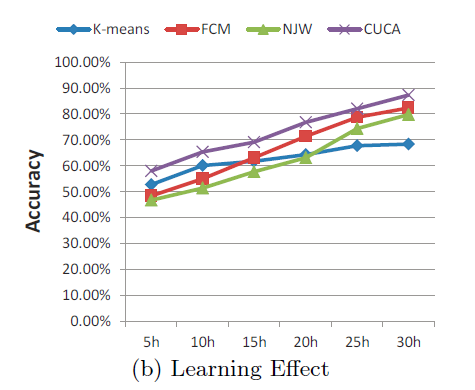 K-means FCM NJW CUCA
100.00%
90.00%
80.00%
70.00%
60.00%
50.00%
40.00%
30.00%
20.00%
10.00%
0.00%
Accuracy
5h 10h 15h 20h 25h 30h
(b) Learning Effect